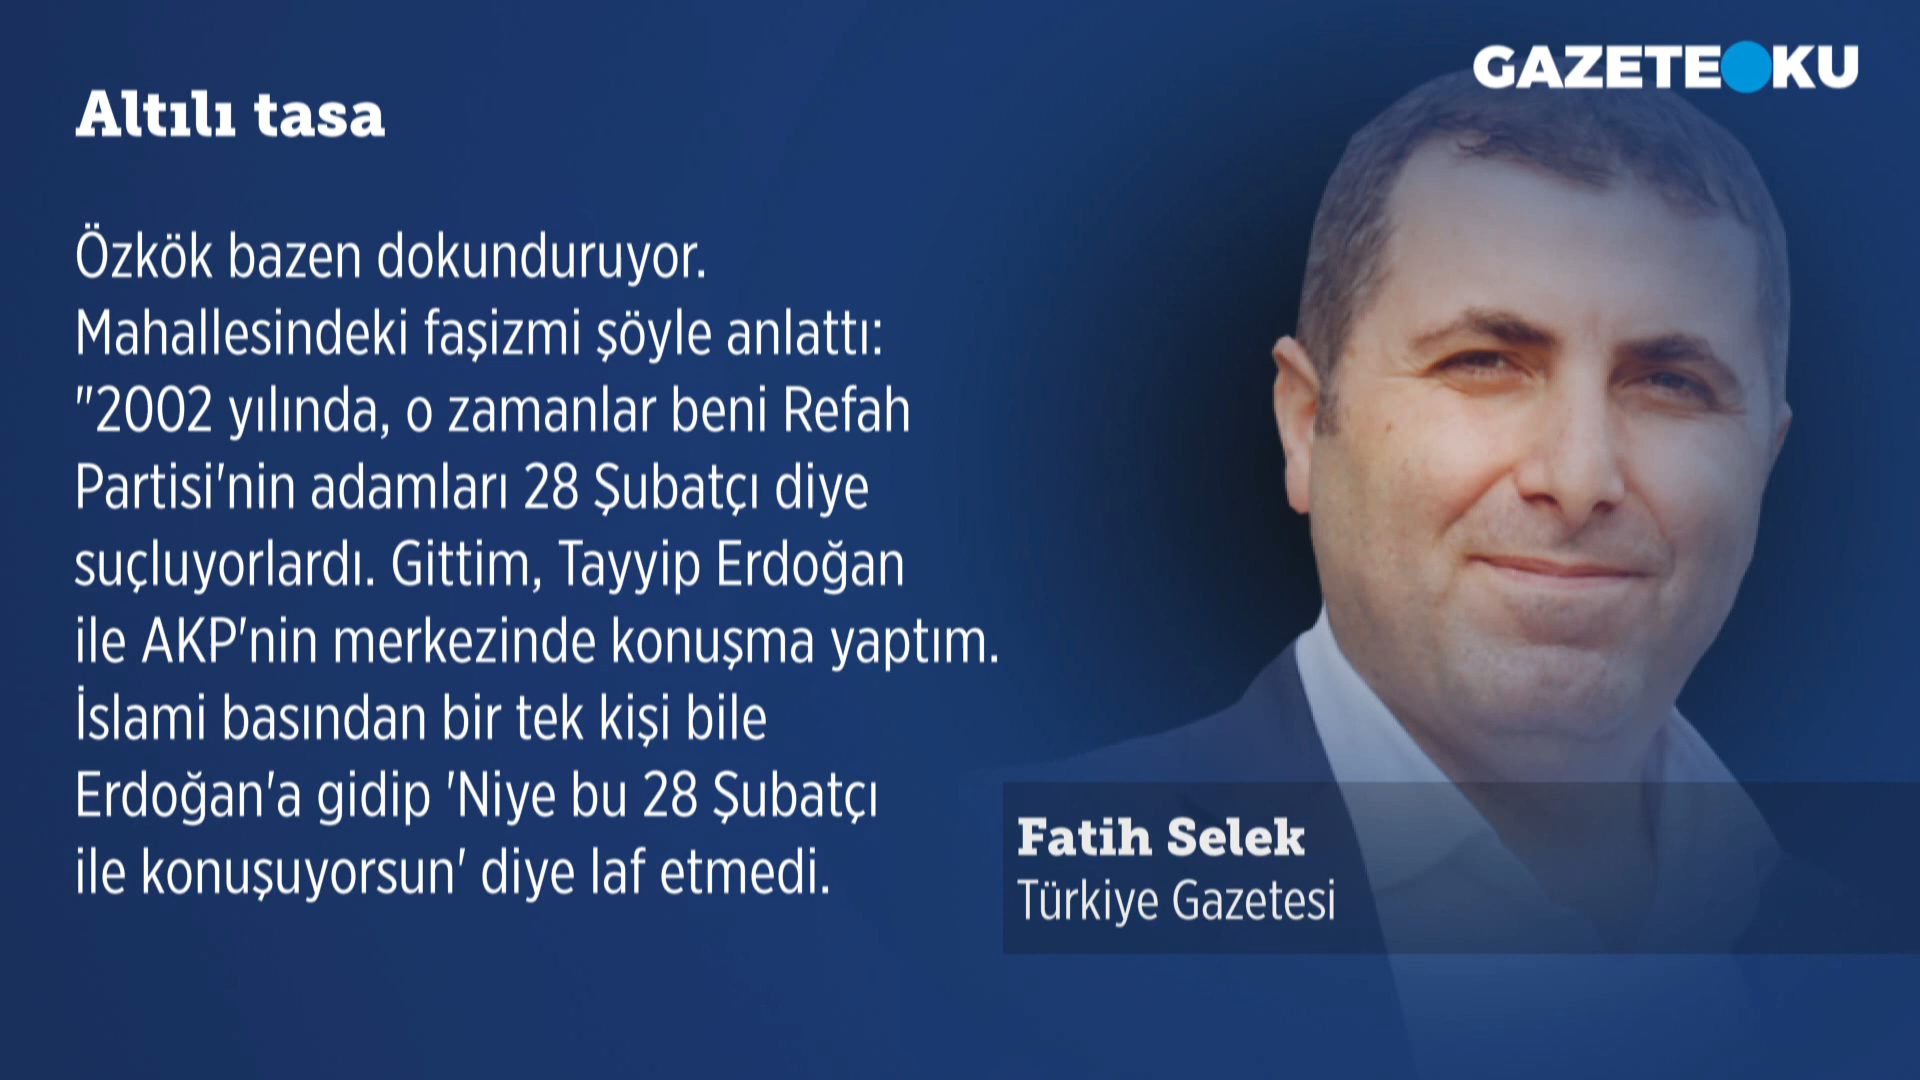 GAZETEOKU
Altılı tasa
Özkök bazen dokunduruyor.
Mahallesindeki faşizmi şöyle anlattı:
"2002 yılında, o zamanlar beni Refah
Partisi'nin adamları 28 Şubatçı diye
suçluyorlardı. Gittim, Tayyip Erdoğan
ile AKP'nin merkezinde konuşma yaptım.
İslami basından bir tek kişi bile
Erdoğan'a gidip 'Niye bu 28 Şubatçı
ile konuşuyorsun' diye laf etmedi.
Fatih Selek
Türkiye Gazetesi